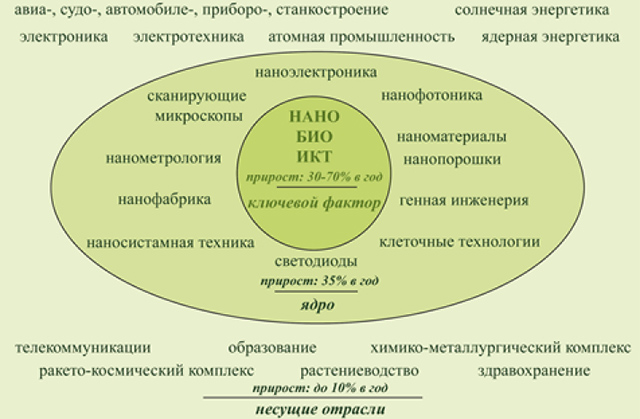 авиа-, судо-, автомобиле-, приборо-, станкостроение солнечная энергетика
электроника электротехника атомная промышленность ядерная энергетика
наноэлектроника
сканирующие микроскопы
нанофотоника
НАНО
БИО
ИКТ
прирост: 30-70% в год
ключевой фактор
наноматериалы
нанопорошки
нанометрология
нанофабрика
генная инженерия
наносистамная техника
клеточные технологии
светодиоды
прирост: 35% в год
ядро
телекоммуникации образование химико-металлургический комплекс
ракето-космический комплекс растениеводство здравохранение
прирост: до 10% в год
несущие отрасли